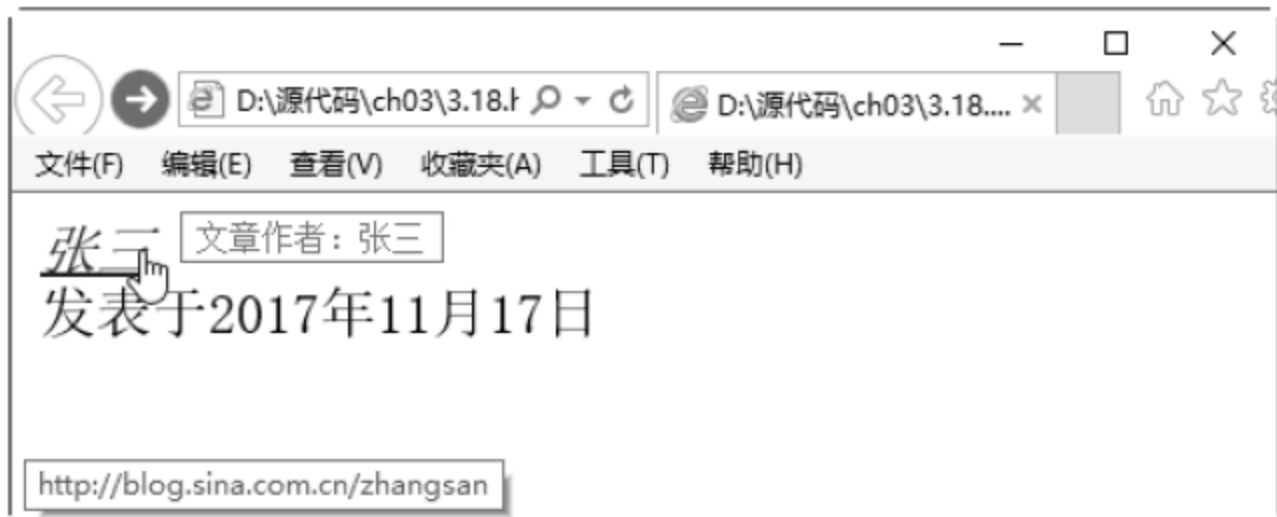 D:\源代码\ch03\3.18.h D:\源代码\ch03\3.18....
文件(F) 编辑(E) 查看(V) 收藏夹(A) 工具(T) 帮助(H)
张三 文章作者：张三
发表于2017年11月17日
http://blog.sina.com.cn/zhangsan